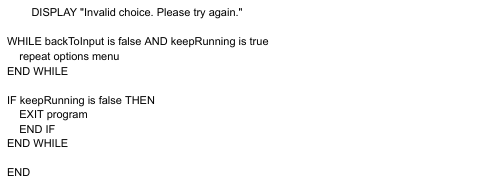 DISPLAY "Invalid choice. Please try again."
WHILE backToInput is false AND keepRunning is true
repeat options menu
END WHILE
IF keepRunning is false THEN
EXIT program
END IF
END WHILE
END